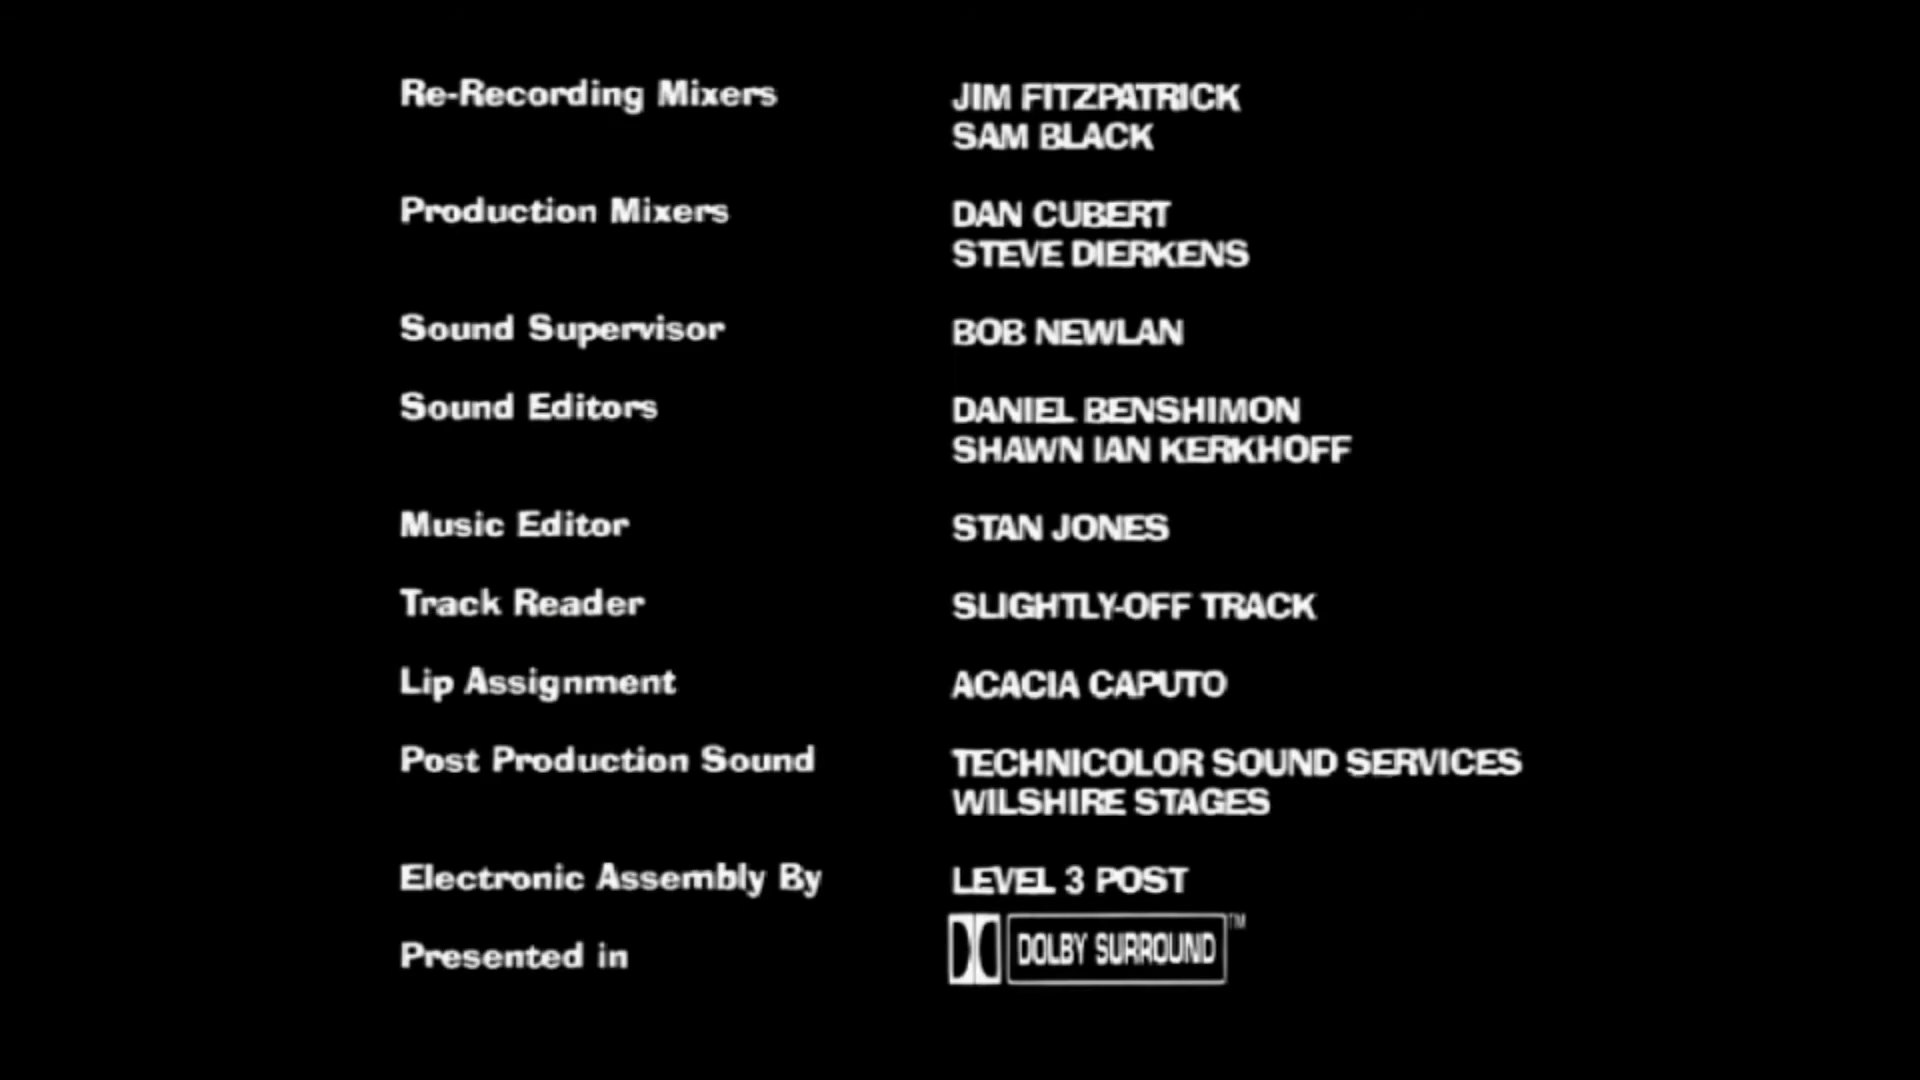 Re-Recording Mixers JIM FITZPATRICK
SAM BLACK
Production Mixers DAN CUBERT
STEVE DIERKENS
Sound Supervisor BOB NEWLAN
Sound Editors DANIEL BENSHIMON
SHAWN IAN KERKHOFF
Music Editor STAN JONES
Track Reader SLIGHTLY-OFF TRACK
Lip Assignment ACACIA CAPUTO
Post Production Sound TECHNICOLOR SOUND SERVICES
WILSHIRE STAGES
Electronic Assembly By LEVEL 3 POST
Presented in DOLBY SURROUND TM